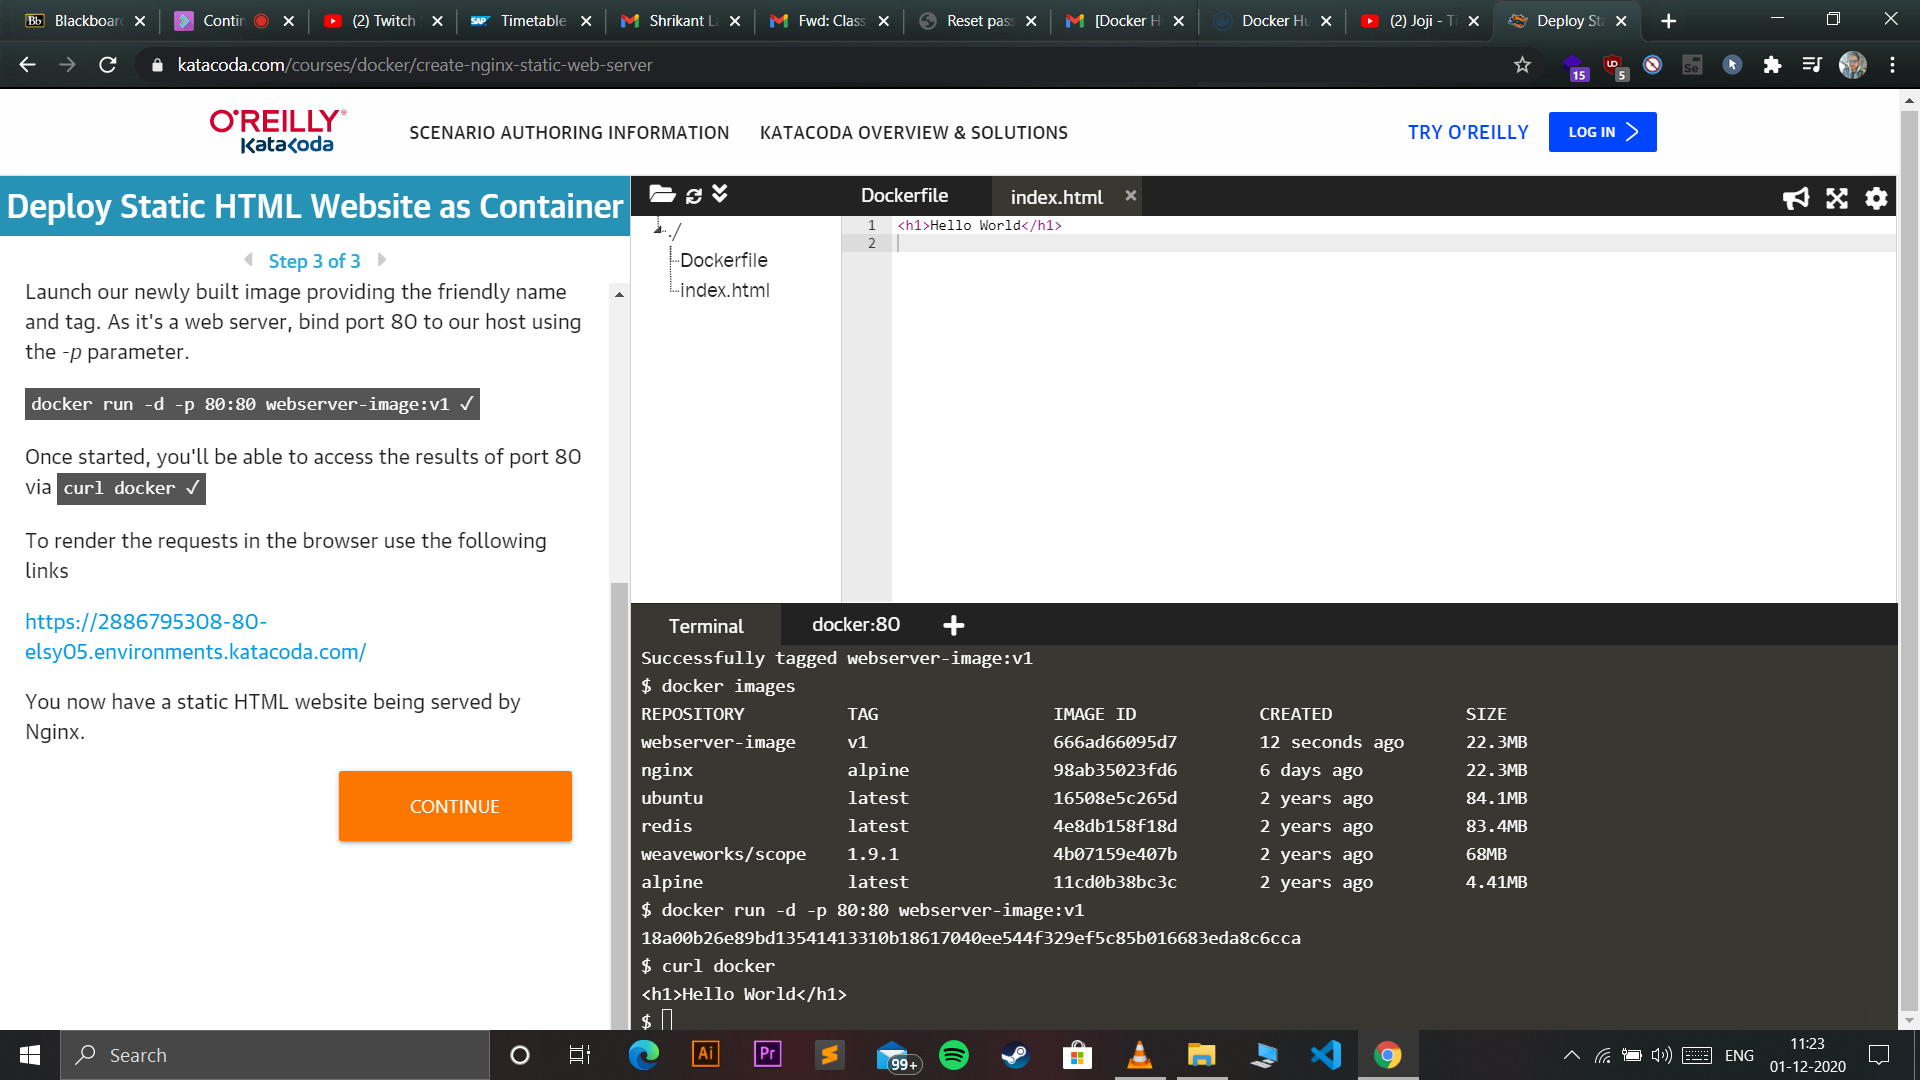 Blackboard
Contin
(2) Twitch
SAP Timetable
Shrikant L
Fwd: Class
Reset pass
[Docker H
Docker Hu
(2) Joji - Ti
Deploy Sta
katacoda.com/courses/docker/create-nginx-static-web-server
15
5
O'REILLY
Katacoda
SCENARIO AUTHORING INFORMATION
KATACODA OVERVIEW & SOLUTIONS
TRY O'REILLY
LOG IN
Deploy Static HTML Website as Container
Step 3 of 3
Launch our newly built image providing the friendly name
and tag. As it's a web server, bind port 80 to our host using
the -p parameter.
docker run -d -p 80:80 webserver-image:v1 ✓
Once started, you'll be able to access the results of port 80
via curl docker ✓
To render the requests in the browser use the following
links
https://2886795308-80-
elsy05.environments.katacoda.com/
You now have a static HTML website being served by
Nginx.
CONTINUE
./
Dockerfile
index.html
Dockerfile
index.html
1 <h1>Hello World</h1>
2
Terminal
docker:80
Successfully tagged webserver-image:v1
$ docker images
REPOSITORY TAG IMAGE ID CREATED SIZE
webserver-image v1 666ad66095d7 12 seconds ago 22.3MB
nginx alpine 98ab35023fd6 6 days ago 22.3MB
ubuntu latest 16508e5c265d 2 years ago 84.1MB
redis latest 4e8db158f18d 2 years ago 83.4MB
weaveworks/scope 1.9.1 4b07159e407b 2 years ago 68MB
alpine latest 11cd0b38bc3c 2 years ago 4.41MB
$ docker run -d -p 80:80 webserver-image:v1
18a00b26e89bd13541413310b18617040ee544f329ef5c85b016683eda8c6cca
$ curl docker
<h1>Hello World</h1>
$
Search
Ai
Pr
99+
ENG
11:23
01-12-2020